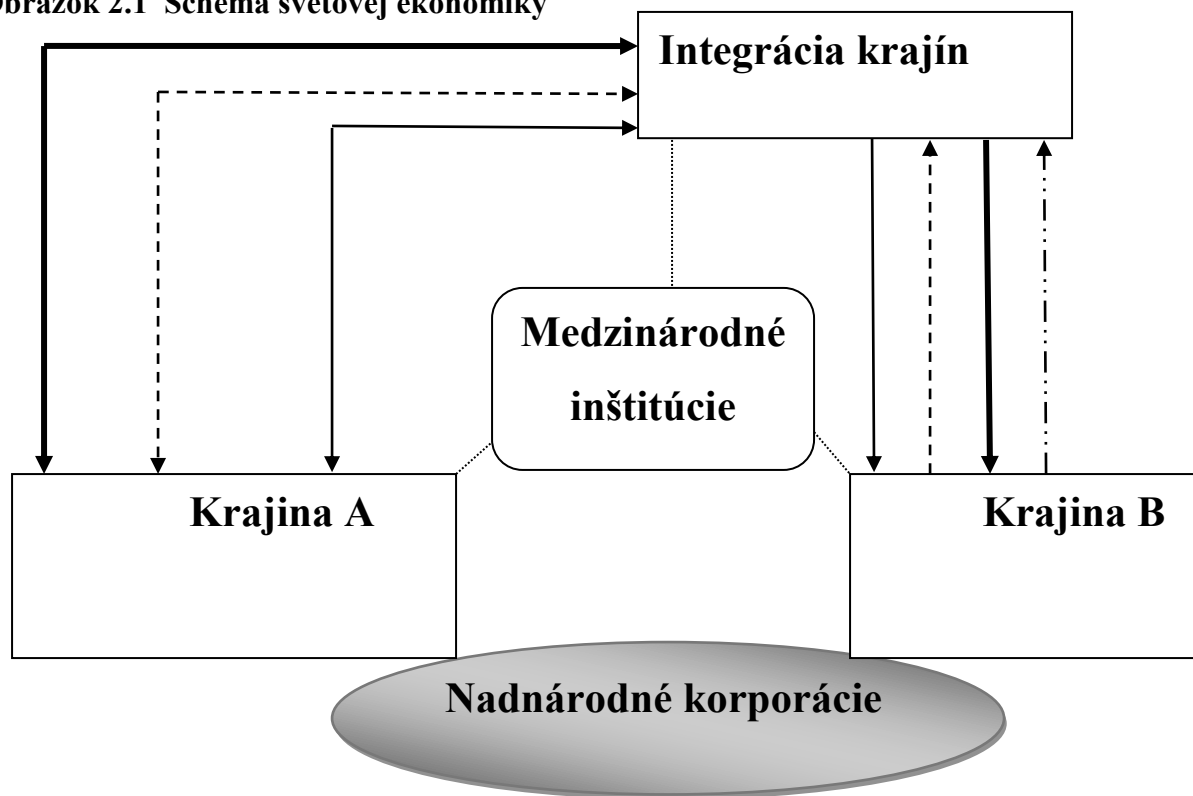 Obrázok 2.1 Schéma svetovej ekonomiky
Integrácia krajín
Medzinárodné
inštitúcie
Krajina A
Krajina B
Nadnárodné korporácie